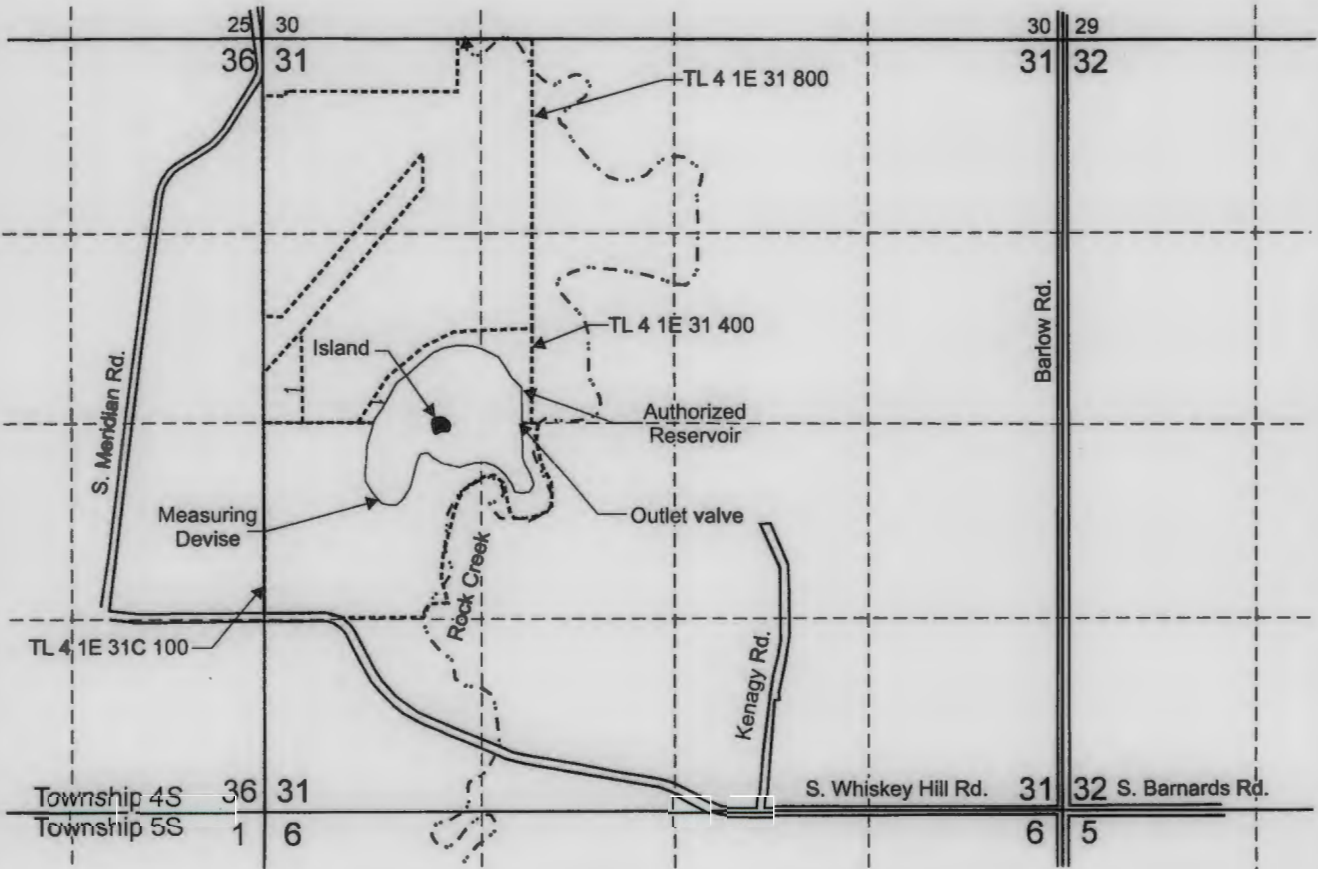 25 30
30 29
36 31
31 32
TL 4 1E 31 800
S. Meridian Rd.
Barlow Rd.
TL 4 1E 31 400
Island
Authorized
Reservoir
Measuring
Devise
Outlet valve
Rock Creek
TL 4 1E 31C 100
Kenagy Rd.
Township 4S 36 31
S. Whiskey Hill Rd. 31 32 S. Barnards Rd.
Township 5S 1 6
6 5